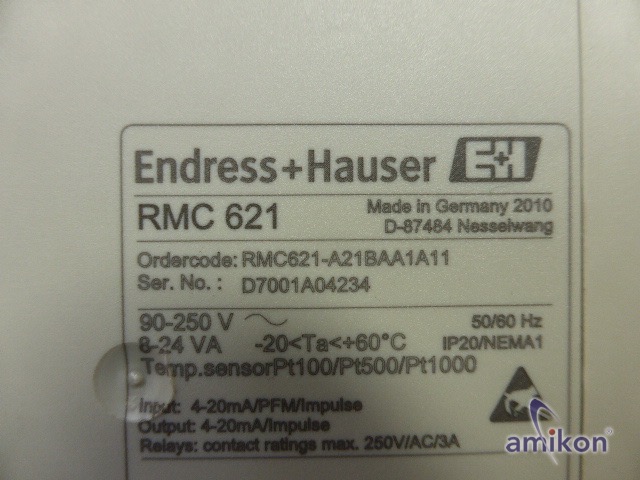 Endress+Hauser E+H
RMC 621
Made in Germany 2010
D-87484 Nesselwang
Ordercode: RMC621-A21BAA1A11
Ser. No.: D7001A04234
90-250 V 50/60 Hz
8-24 VA -20<Ta<+60°C IP20/NEMA1
Temp.sensorPt100/Pt500/Pt1000
Input: 4-20mA/PFM/Impulse
Output: 4-20mA/Impulse
Relays: contact ratings max. 250V/AC/3A
amikon®